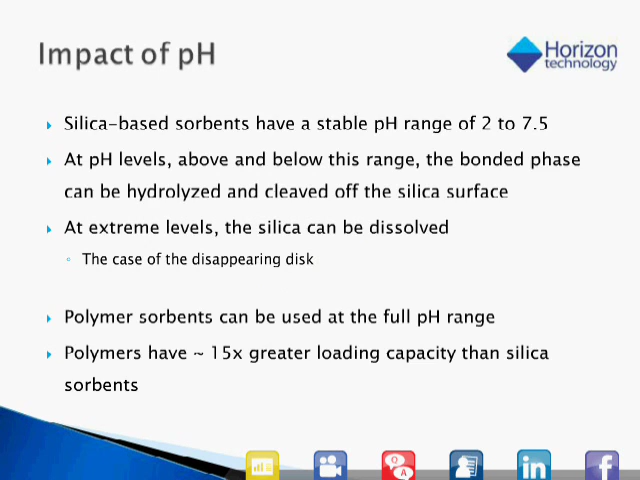 Impact of pH
Horizon
technology
Silica-based sorbents have a stable pH range of 2 to 7.5
At pH levels, above and below this range, the bonded phase
can be hydrolyzed and cleaved off the silica surface
At extreme levels, the silica can be dissolved
The case of the disappearing disk
Polymer sorbents can be used at the full pH range
Polymers have ~ 15x greater loading capacity than silica
sorbents
Q
A
in
f